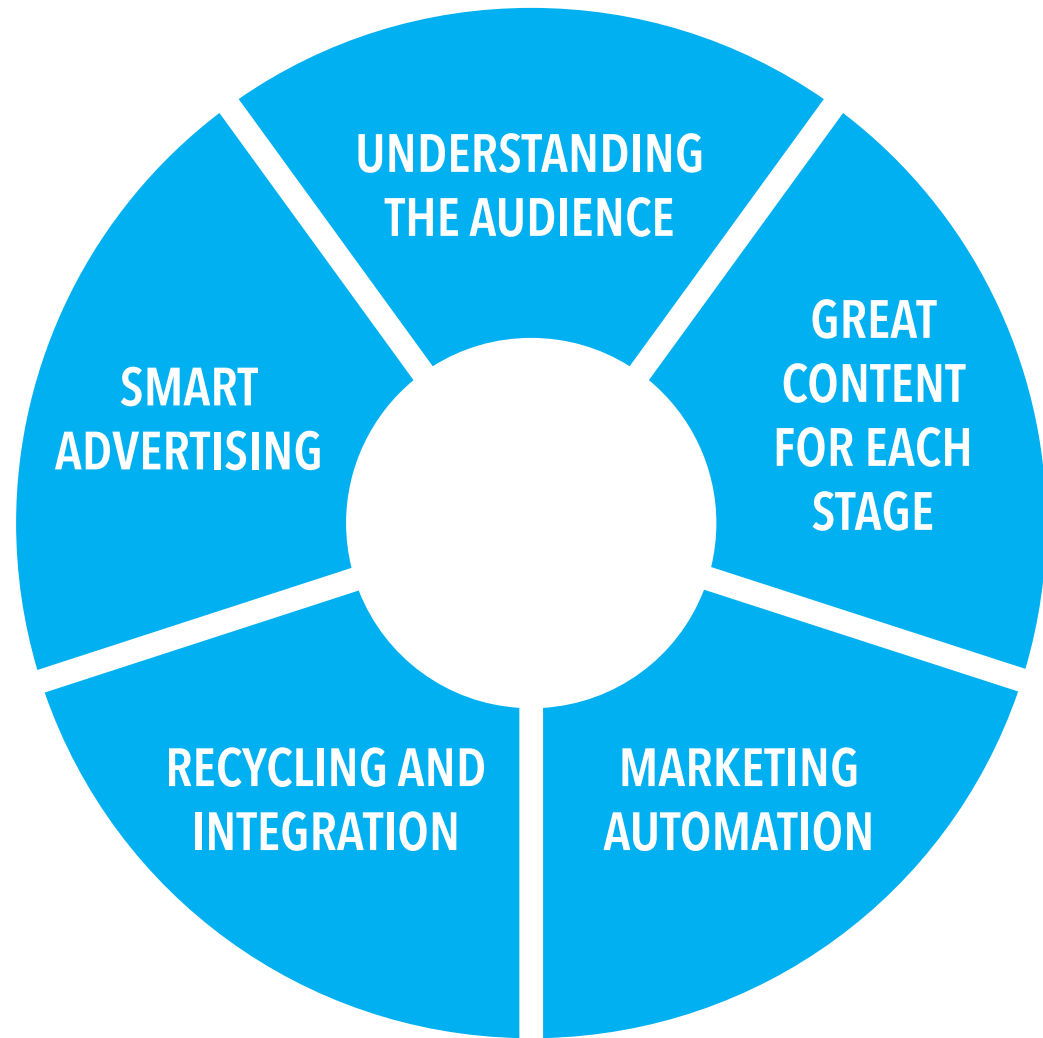 UNDERSTANDING
THE AUDIENCE
GREAT
CONTENT
FOR EACH
STAGE
MARKETING
AUTOMATION
RECYCLING AND
INTEGRATION
SMART
ADVERTISING